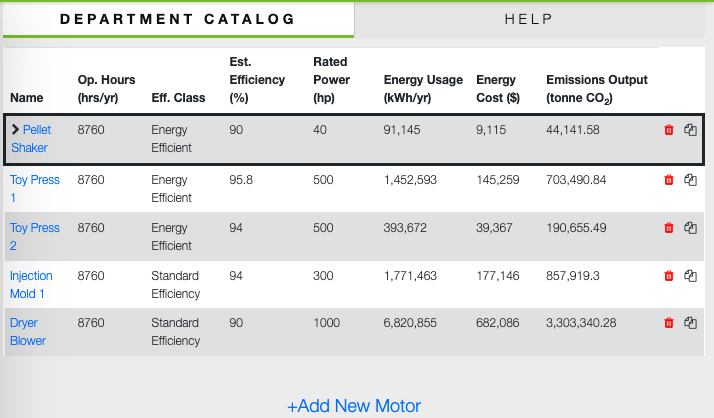 DEPARTMENT CATALOG HELP
Name Op. Hours (hrs/yr) Eff. Class Est. Efficiency (%) Rated Power (hp) Energy Usage (kWh/yr) Energy Cost ($) Emissions Output (tonne CO₂)
Pellet Shaker 8760 Energy Efficient 90 40 91,145 9,115 44,141.58
Toy Press 1 8760 Energy Efficient 95.8 500 1,452,593 145,259 703,490.84
Toy Press 2 8760 Energy Efficient 94 500 393,672 39,367 190,655.49
Injection Mold 1 8760 Standard Efficiency 94 300 1,771,463 177,146 857,919.3
Dryer Blower 8760 Standard Efficiency 90 1000 6,820,855 682,086 3,303,340.28
+Add New Motor